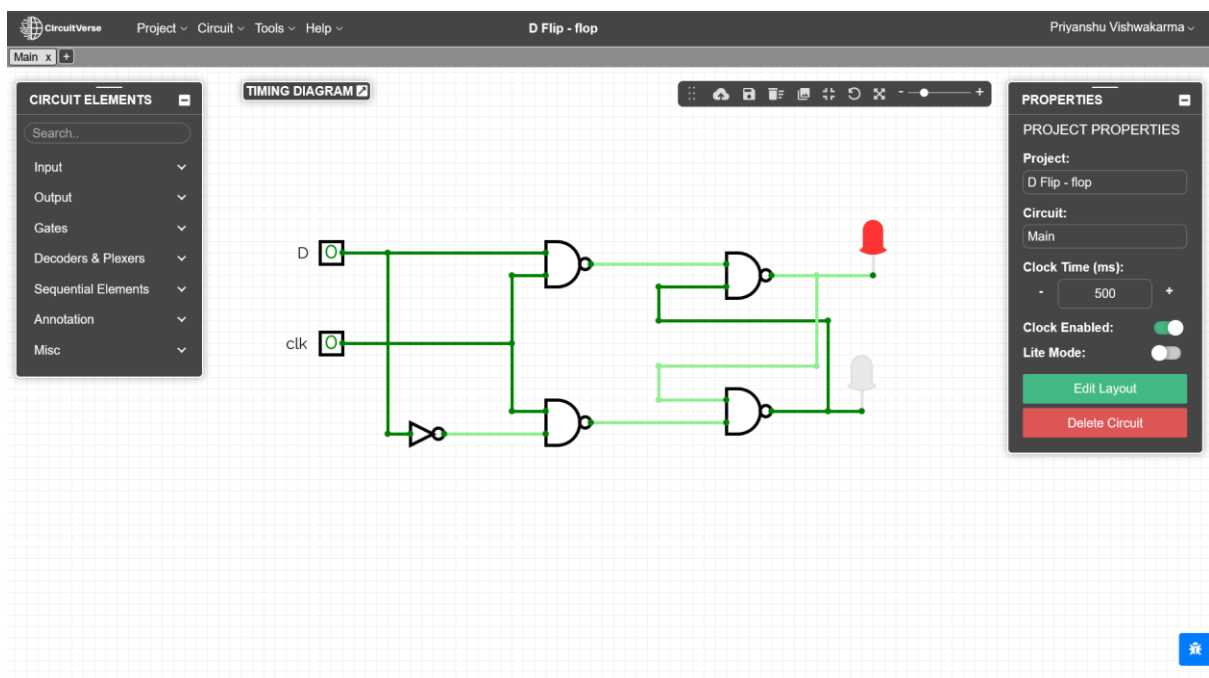 CircuitVerse Project Circuit Tools Help D Flip - flop Priyanshu Vishwakarma
Main x +
CIRCUIT ELEMENTS
Search..
Input
Output
Gates
Decoders & Plexers
Sequential Elements
Annotation
Misc
TIMING DIAGRAM
- +
D 0
clk 0
PROPERTIES
PROJECT PROPERTIES
Project:
D Flip - flop
Circuit:
Main
Clock Time (ms):
- 500 +
Clock Enabled:
Lite Mode:
Edit Layout
Delete Circuit